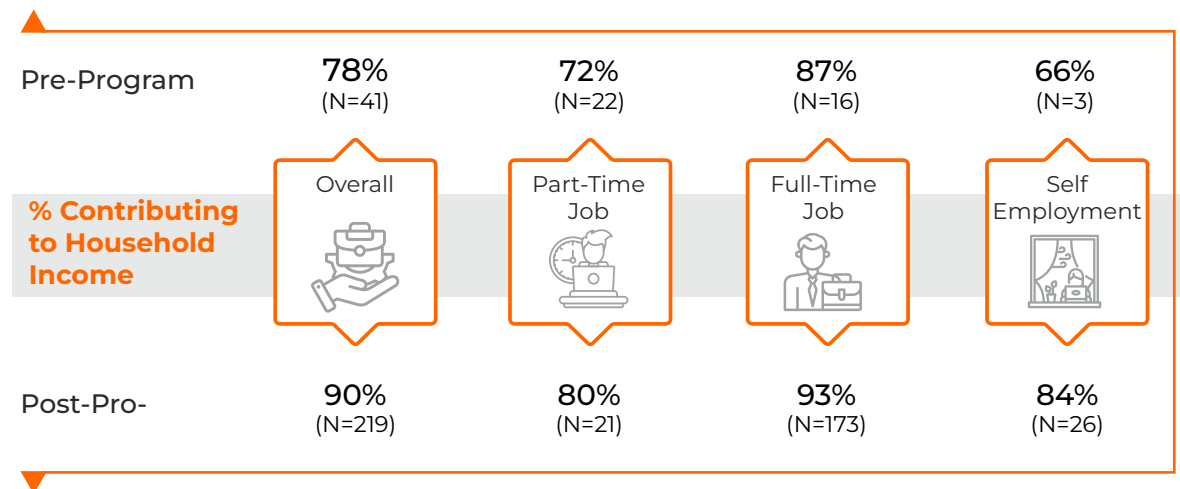 Pre-Program
78%
(N=41)
72%
(N=22)
87%
(N=16)
66%
(N=3)
% Contributing
to Household
Income
Overall
Part-Time
Job
Full-Time
Job
Self
Employment
Post-Pro-
90%
(N=219)
80%
(N=21)
93%
(N=173)
84%
(N=26)